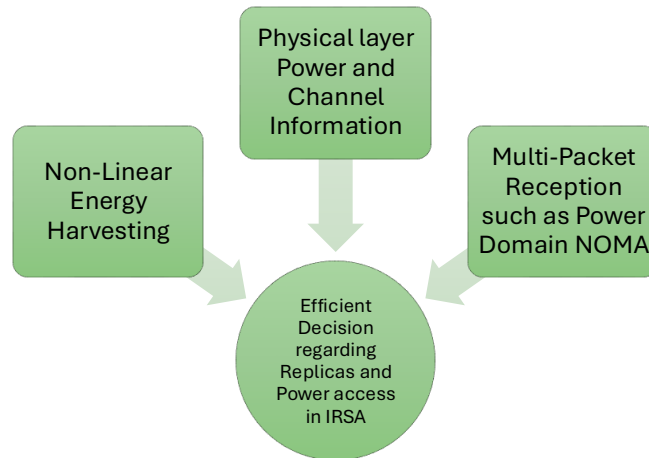 Physical layer
Power and
Channel
Information
Non-Linear
Energy
Harvesting
Multi-Packet
Reception
such as Power
Domain NOMA
Efficient
Decision
regarding
Replicas and
Power access
in IRSA